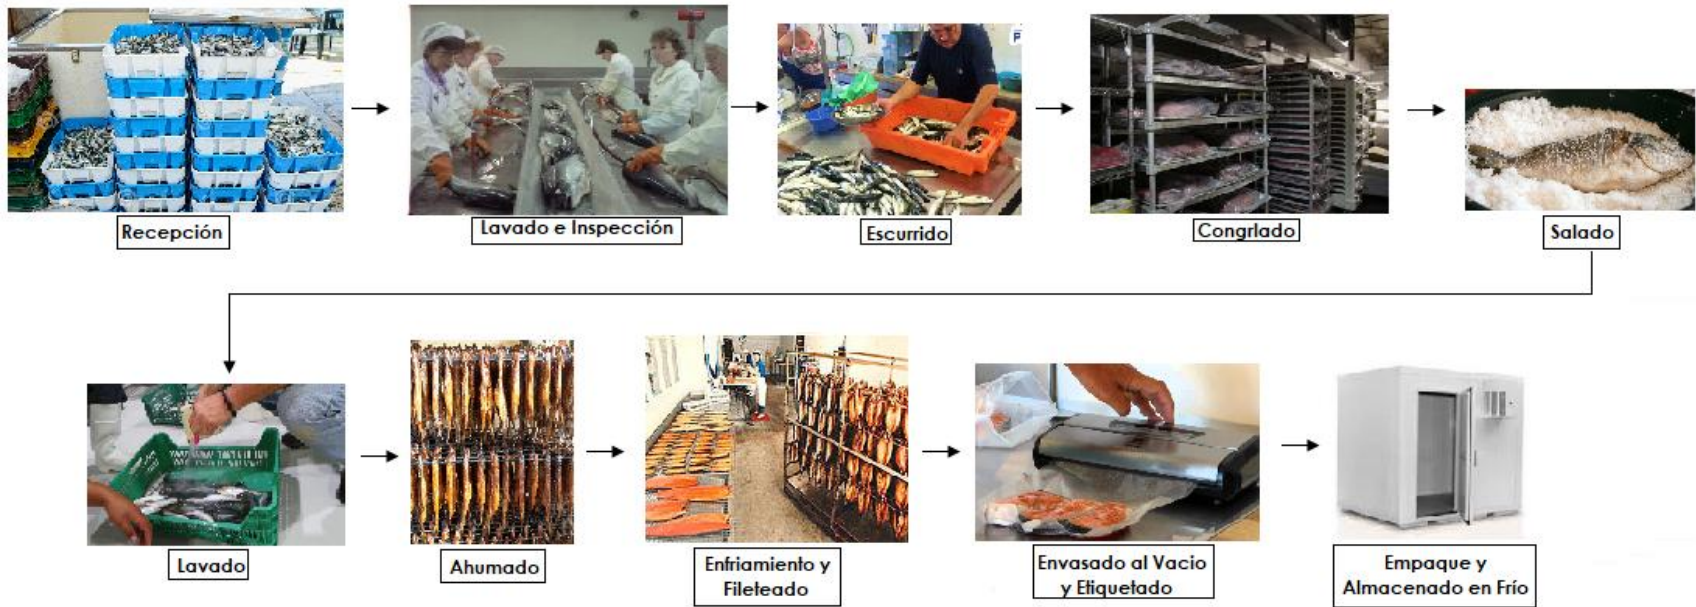 Recepción
Lavado e Inspección
Escurrido
Congrlado
Salado
Lavado
Ahumado
Enfriamiento y
Fileteado
Envasado al Vacio
y Etiquetado
Empaque y
Almacenado en Frío